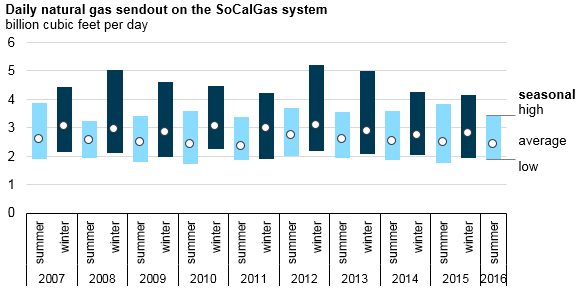 Daily natural gas sendout on the SoCalGas system
billion cubic feet per day
6
5
4
3
2
1
0
seasonal
high
average
low
summer winter summer winter summer winter summer winter summer winter summer winter summer winter summer winter summer winter summer
2007 2008 2009 2010 2011 2012 2013 2014 2015 2016